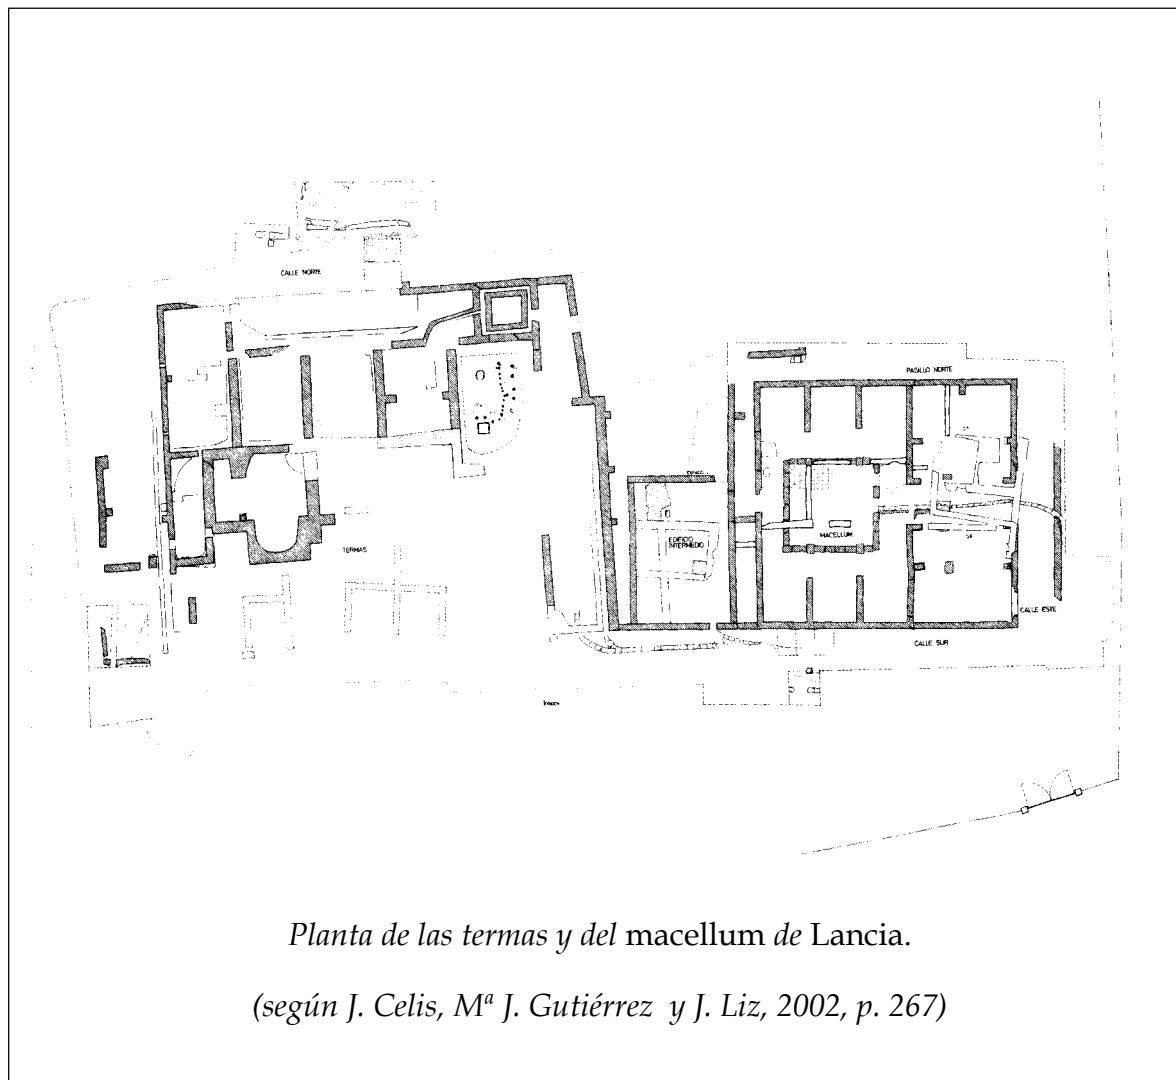 CALLE NORTE
PASILLO NORTE
EDIFICIO
INTERMEDIO
MACELLUM
TERMAS
CALLE ESTE
CALLE SUR
Planta de las termas y del macellum de Lancia.
(según J. Celis, Mª J. Gutiérrez y J. Liz, 2002, p. 267)